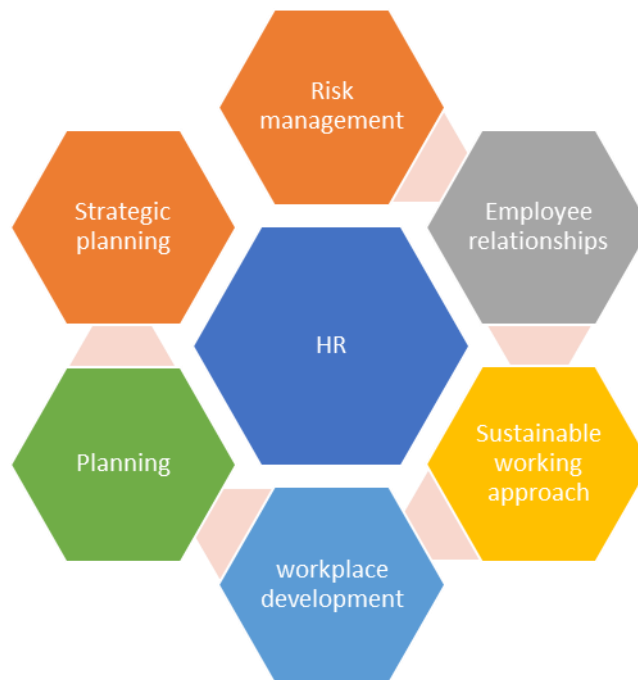 Risk
management
Strategic
planning
Employee
relationships
HR
Planning
Sustainable
working
approach
workplace
development